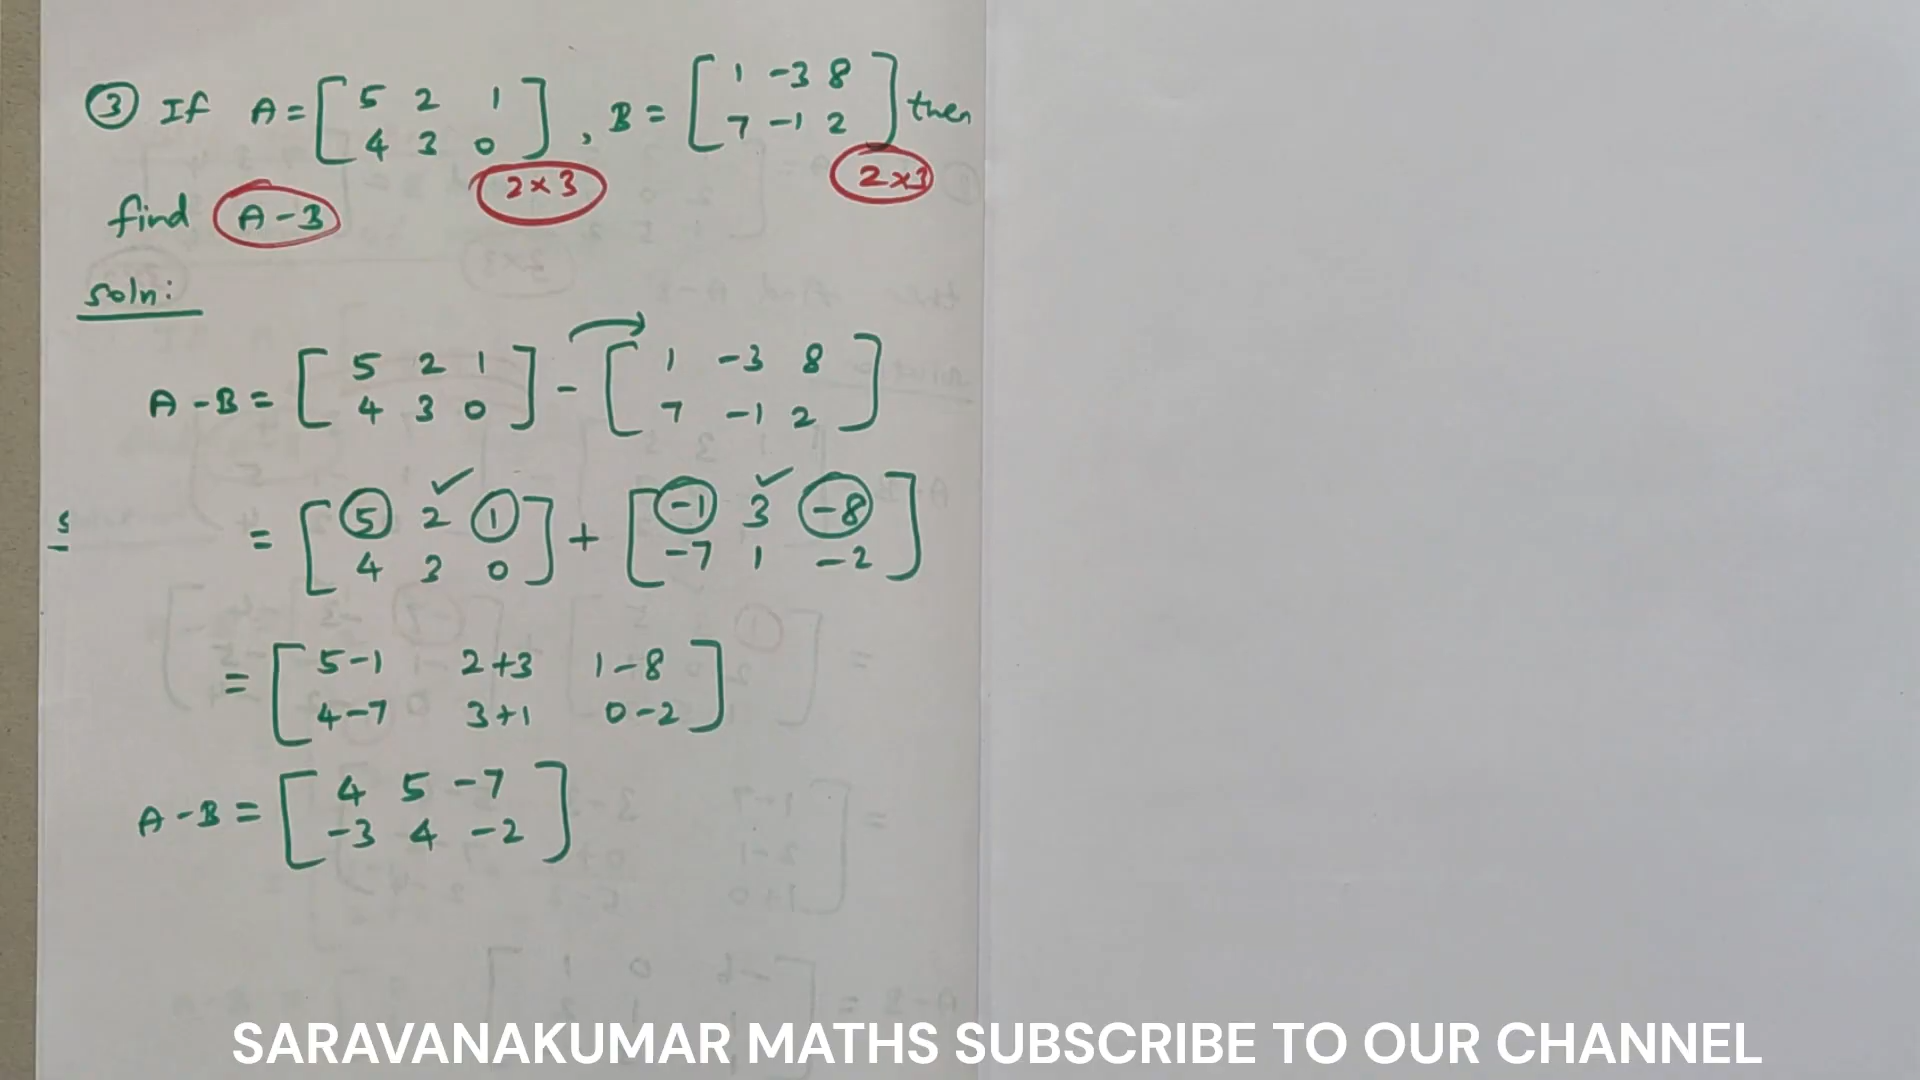 3 If A = [ 5 2 1 ] , B = [ 1 -3 8 ] then
[ 4 3 0 ] [ 7 -1 2 ]
2×3 2×3
find A-B
Soln:
A-B = [ 5 2 1 ] - [ 1 -3 8 ]
[ 4 3 0 ] [ 7 -1 2 ]
= [ 5 2 1 ] + [ -1 3 -8 ]
[ 4 3 0 ] [ -7 1 -2 ]
= [ 5-1 2+3 1-8 ]
[ 4-7 3+1 0-2 ]
A-B = [ 4 5 -7 ]
[ -3 4 -2 ]
SARAVANAKUMAR MATHS SUBSCRIBE TO OUR CHANNEL